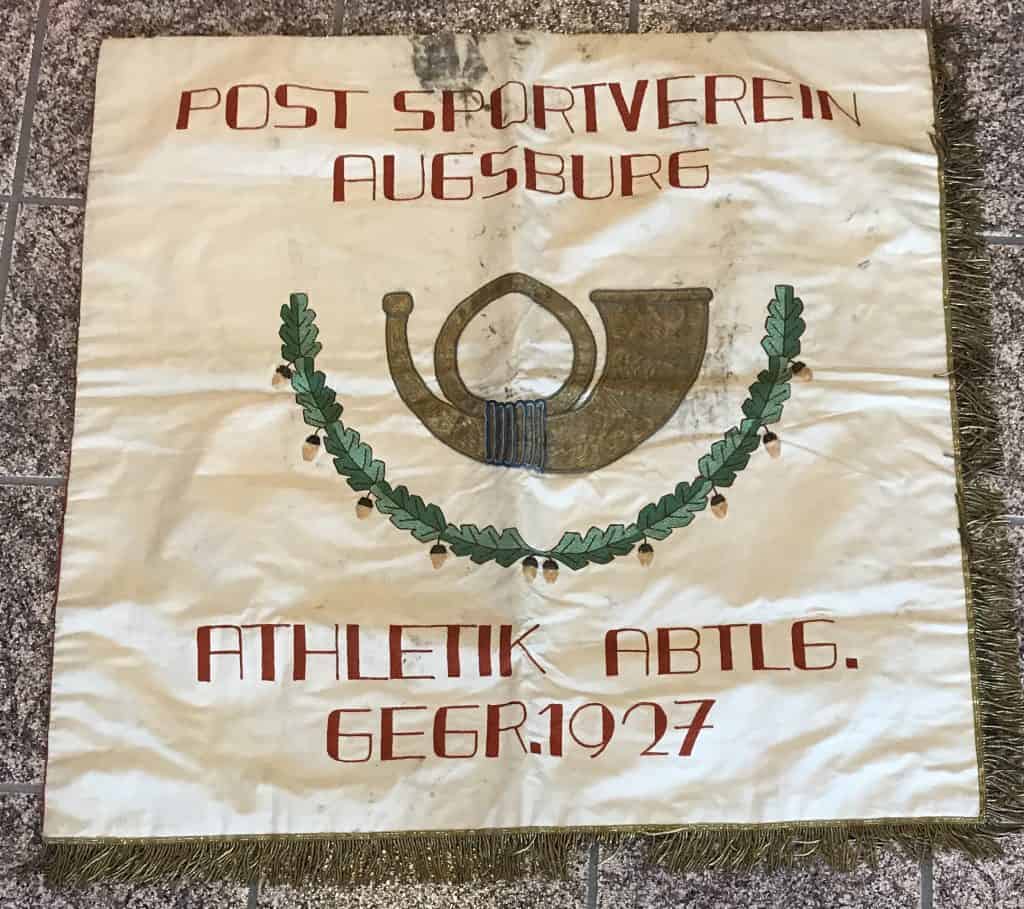 POST SPORTVEREIN
AUGSBURG
ATHLETIK ABTLG.
GEGR.1927